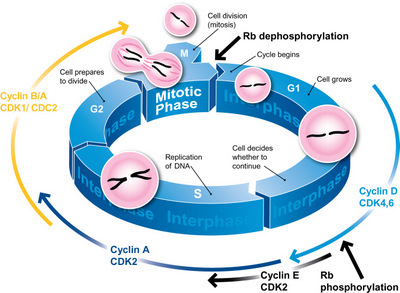 Cell division
(mitosis)
Rb dephosphorylation
M
Cycle begins
Mitotic
Phase
Cell prepares
to divide
Cyclin B/A
CDK1/ CDC2
G2
G1
Cell grows
Interphase
Interphase
Replication
of DNA
Cell decides
whether to
continue
S
Interphase
Interphase
Interphase
Cyclin D
CDK4,6
Cyclin A
CDK2
Cyclin E
CDK2
Rb
phosphorylation